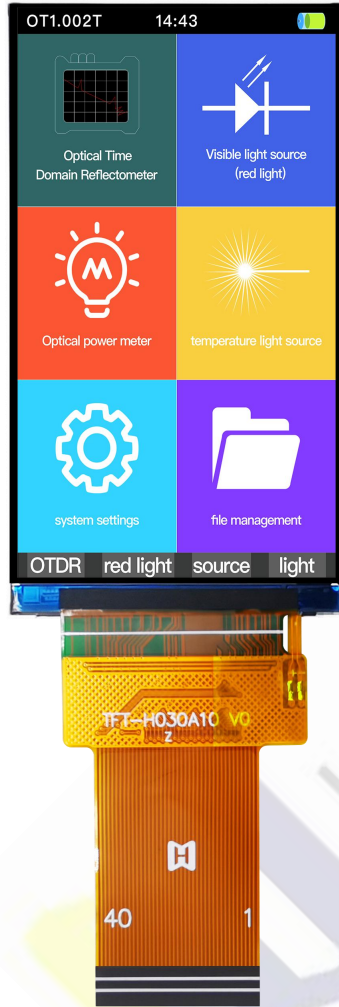 OT1.002T 14:43
Optical Time
Domain Reflectometer
Visible light source
(red light)
M
Optical power meter
temperature light source
system settings
file management
OTDR red light source light
TFT-H030A10 V0
Z
H
40 1